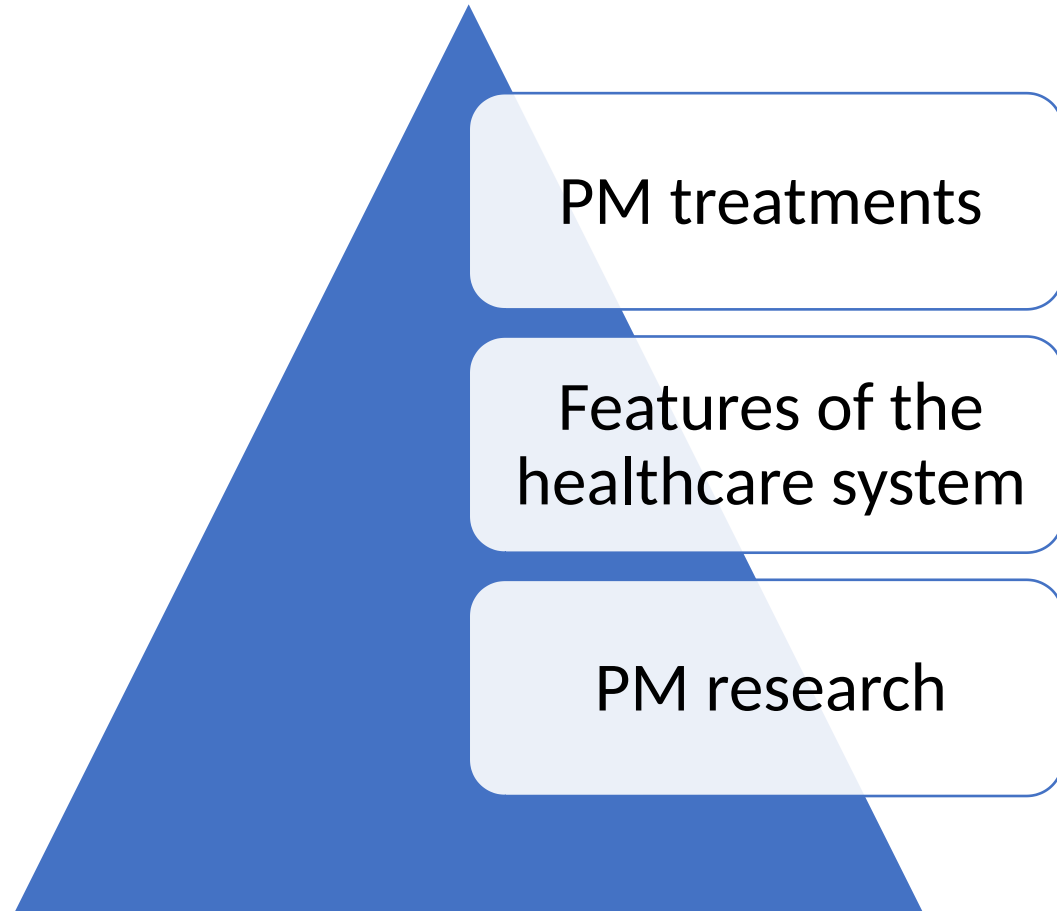 PM treatments
Features of the
healthcare system
PM research